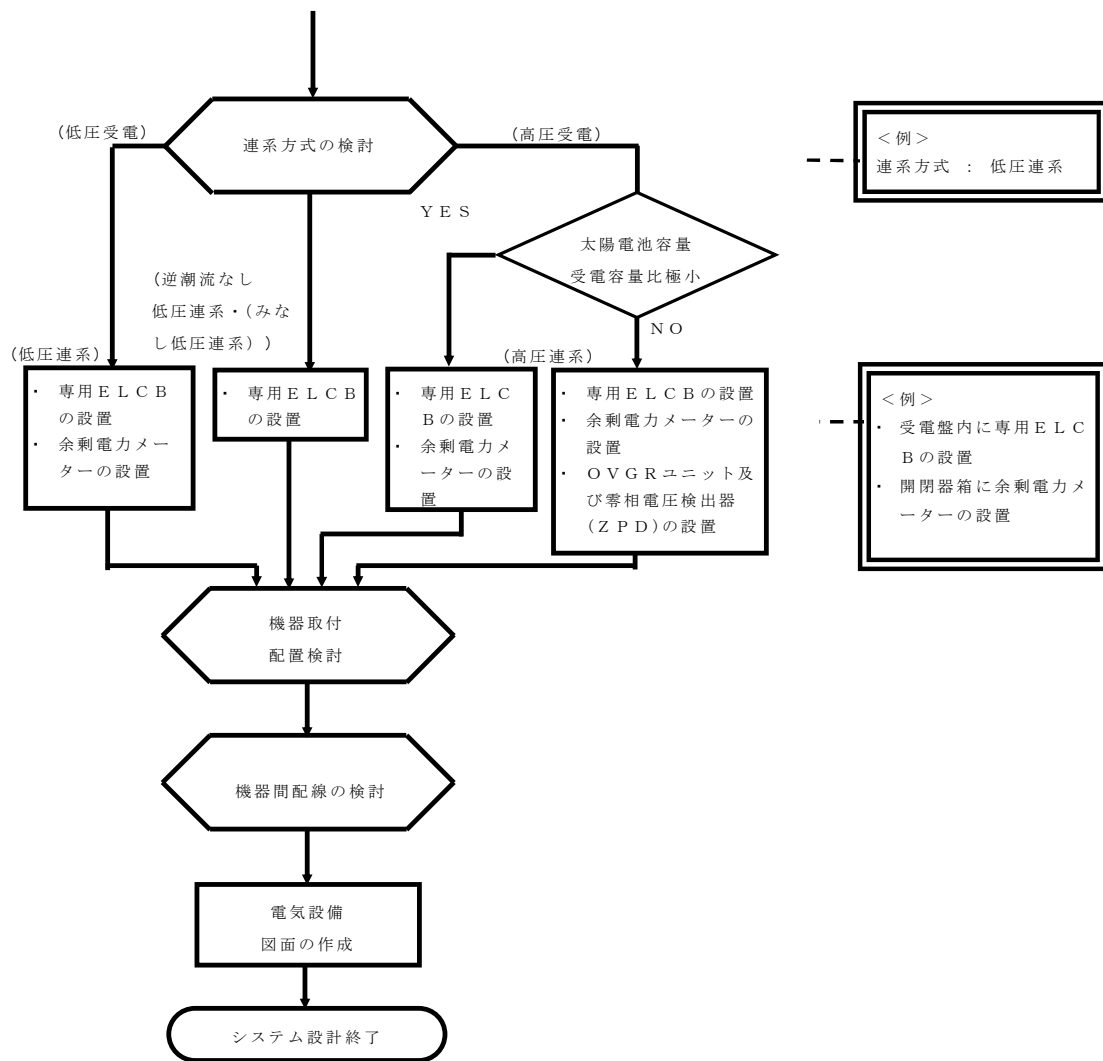 (低圧受電)
連系方式の検討
(高圧受電)
<例>
連系方式 : 低圧連系
YES
太陽電池容量
受電容量比極小
(逆潮流なし
低圧連系・(みな
し低圧連系))
NO
(低圧連系)
(高圧連系)
・ 専用ELCB
の設置
・ 余剰電力メー
ターの設置
・ 専用ELCB
の設置
・ 専用ELC
Bの設置
・ 余剰電力メ
ーターの設
置
・ 専用ELCBの設置
・ 余剰電力メーターの
設置
・ OVGRユニット及
び零相電圧検出器
(ZPD)の設置
<例>
・ 受電盤内に専用ELC
Bの設置
・ 開閉器箱に余剰電力メ
ーターの設置
機器取付
配置検討
機器間配線の検討
電気設備
図面の作成
システム設計終了